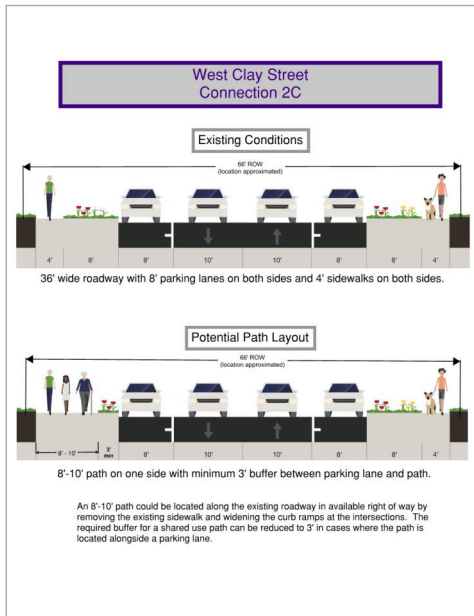 West Clay Street
Connection 2C
Existing Conditions
66' ROW
(location approximated)
4' 8' 8' 10' 10' 8' 8' 4'
36' wide roadway with 8' parking lanes on both sides and 4' sidewalks on both sides.
Potential Path Layout
66' ROW
(location approximated)
8' - 10' 3' min 8' 10' 10' 8' 8' 4'
8'-10' path on one side with minimum 3' buffer between parking lane and path.
An 8'-10' path could be located along the existing roadway in available right of way by
removing the existing sidewalk and widening the curb ramps at the intersections. The
required buffer for a shared use path can be reduced to 3' in cases where the path is
located alongside a parking lane.